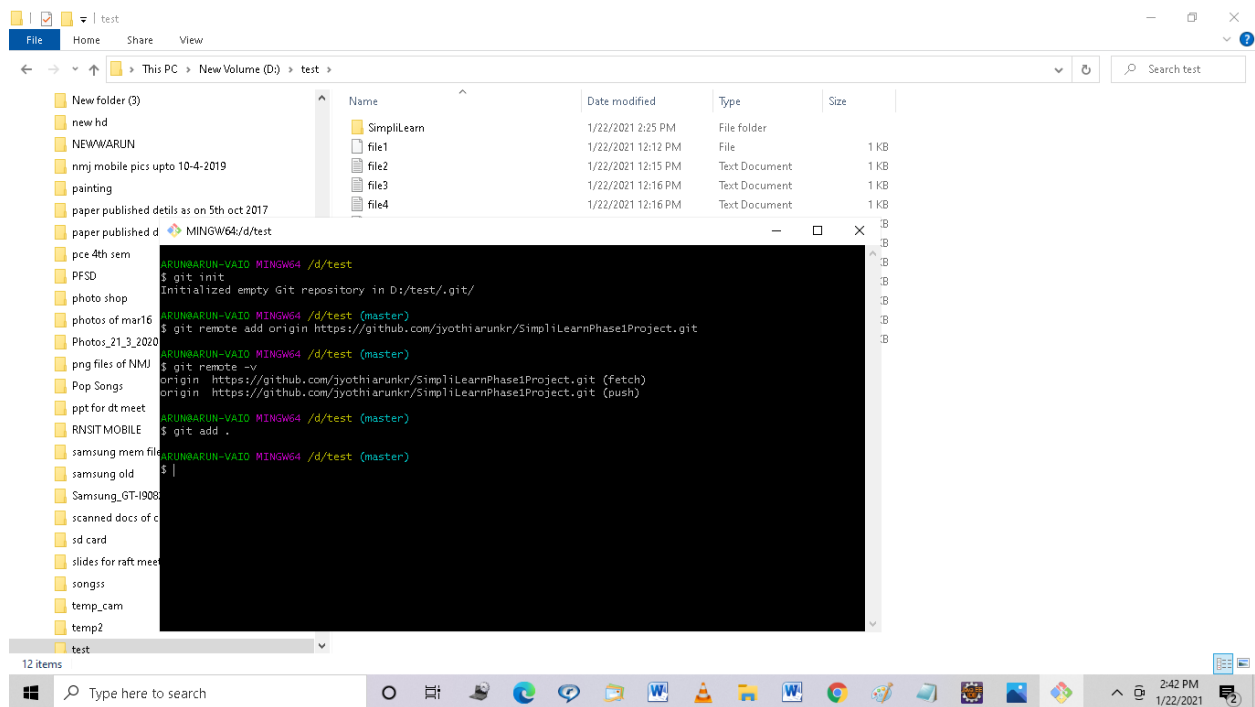 test
File Home Share View
This PC > New Volume (D:) > test >
Search test
New folder (3)
new hd
NEWWARUN
nmj mobile pics upto 10-4-2019
painting
paper published detils as on 5th oct 2017
paper published d
pce 4th sem
PFSD
photo shop
photos of mar16
Photos_21_3_2020
png files of NMJ
Pop Songs
ppt for dt meet
RNSIT MOBILE
samsung mem file
samsung old
Samsung_GT-I908
scanned docs of c
sd card
slides for raft meet
songss
temp_cam
temp2
test
Name Date modified Type Size
SimpliLearn 1/22/2021 2:25 PM File folder
file1 1/22/2021 12:12 PM File 1 KB
file2 1/22/2021 12:15 PM Text Document 1 KB
file3 1/22/2021 12:16 PM Text Document 1 KB
file4 1/22/2021 12:16 PM Text Document 1 KB
MINGW64:/d/test
ARUN@ARUN-VAIO MINGW64 /d/test
$ git init
Initialized empty Git repository in D:/test/.git/
ARUN@ARUN-VAIO MINGW64 /d/test (master)
$ git remote add origin https://github.com/jyothiarunkr/SimpliLearnPhase1Project.git
ARUN@ARUN-VAIO MINGW64 /d/test (master)
$ git remote -v
origin https://github.com/jyothiarunkr/SimpliLearnPhase1Project.git (fetch)
origin https://github.com/jyothiarunkr/SimpliLearnPhase1Project.git (push)
ARUN@ARUN-VAIO MINGW64 /d/test (master)
$ git add .
ARUN@ARUN-VAIO MINGW64 /d/test (master)
$
12 items
Type here to search
2:42 PM
1/22/2021
2